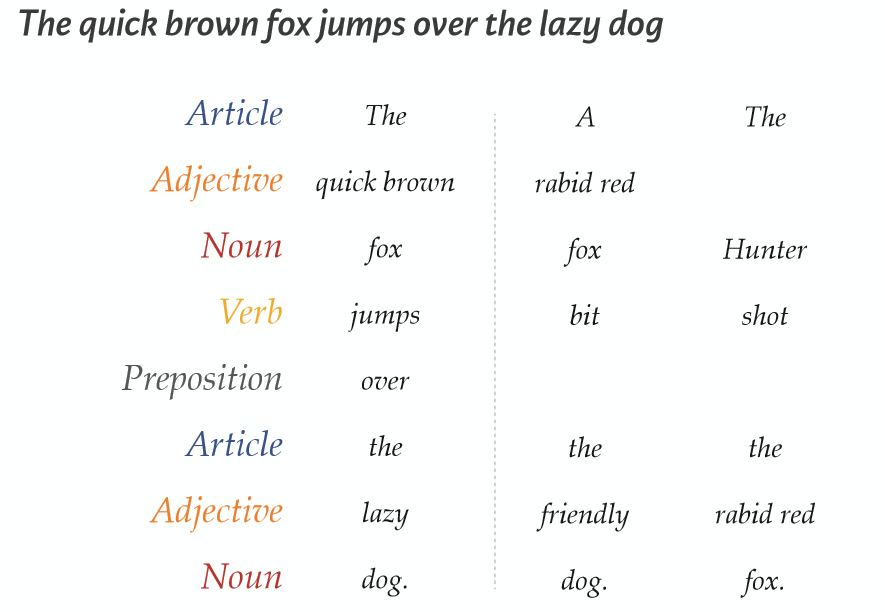 The quick brown fox jumps over the lazy dog
Article The A The
Adjective quick brown rabid red
Noun fox fox Hunter
Verb jumps bit shot
Preposition over
Article the the the
Adjective lazy friendly rabid red
Noun dog. dog. fox.